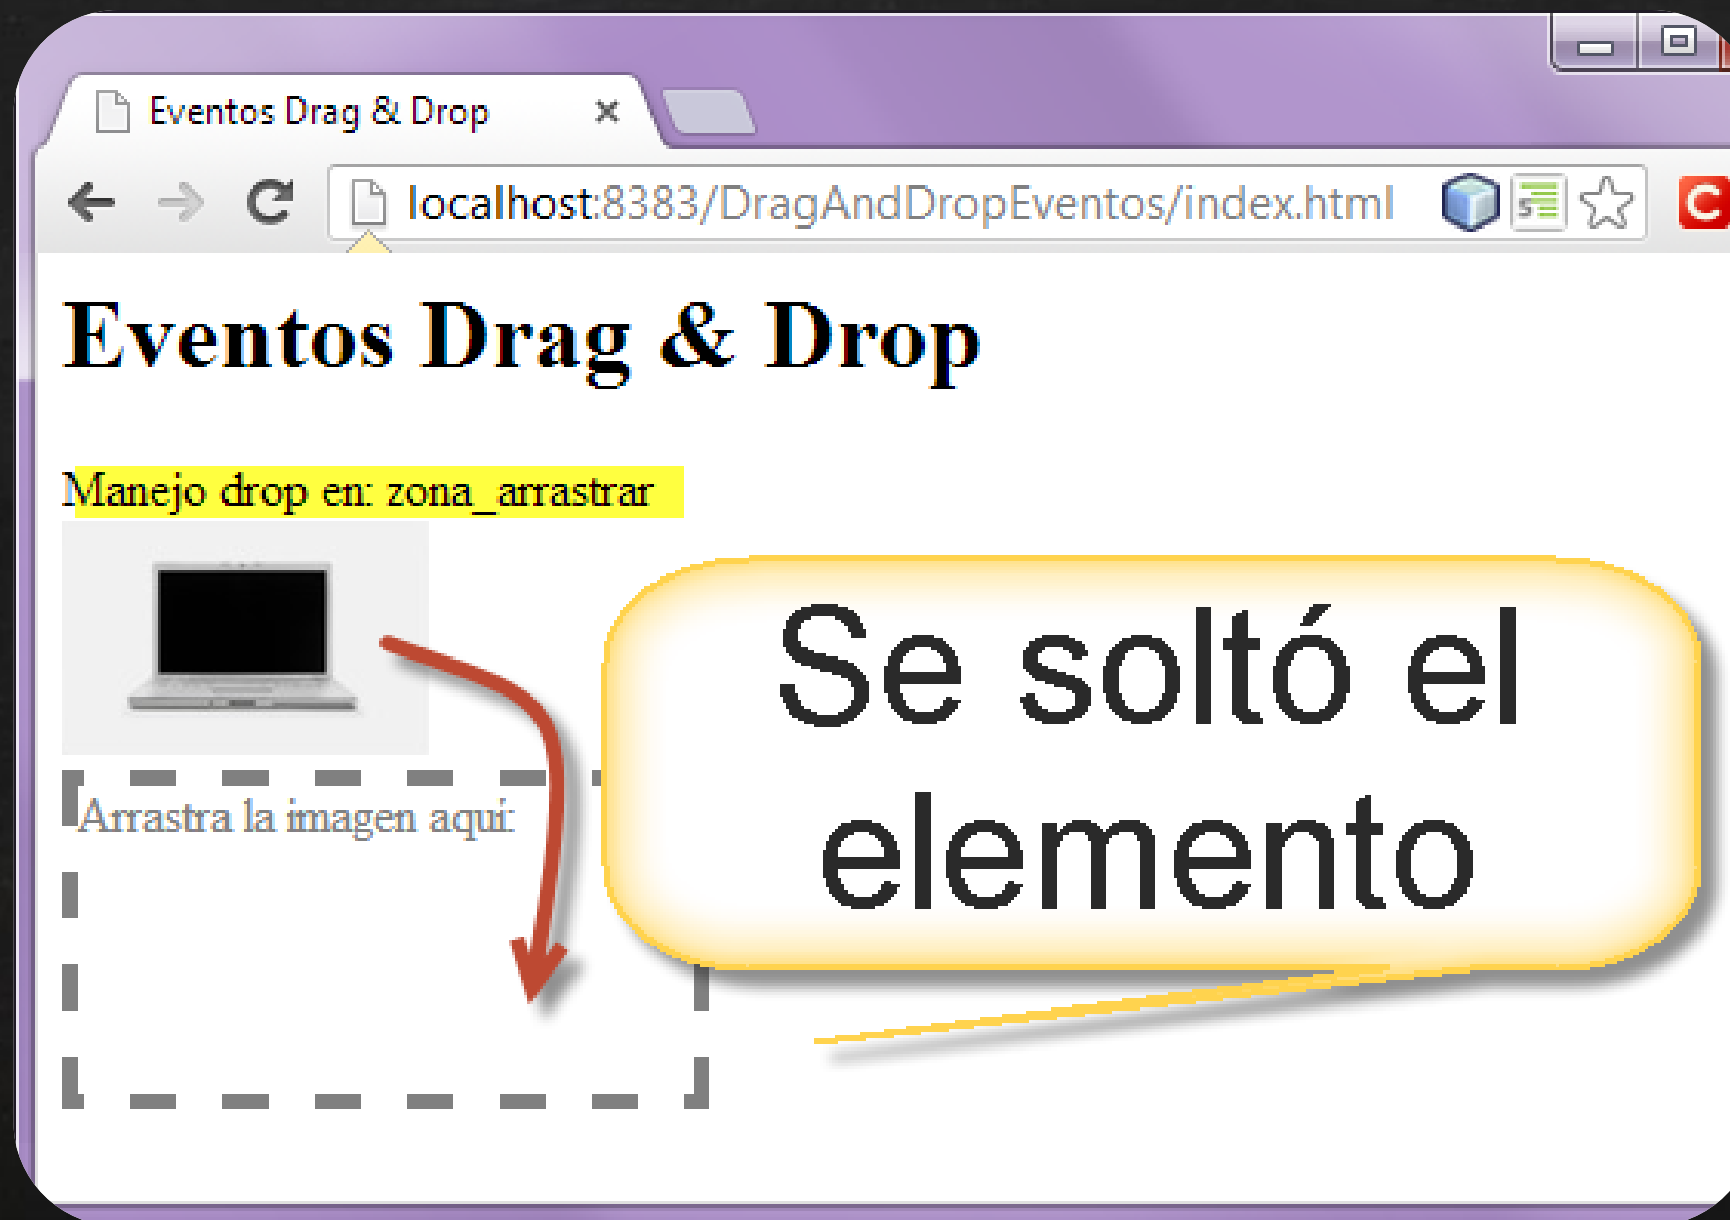 Eventos Drag & Drop
localhost:8383/DragAndDropEventos/index.html
Eventos Drag & Drop
Manejo drop en: zona_arrastrar
Se soltó el
elemento
Arrastra la imagen aquí: